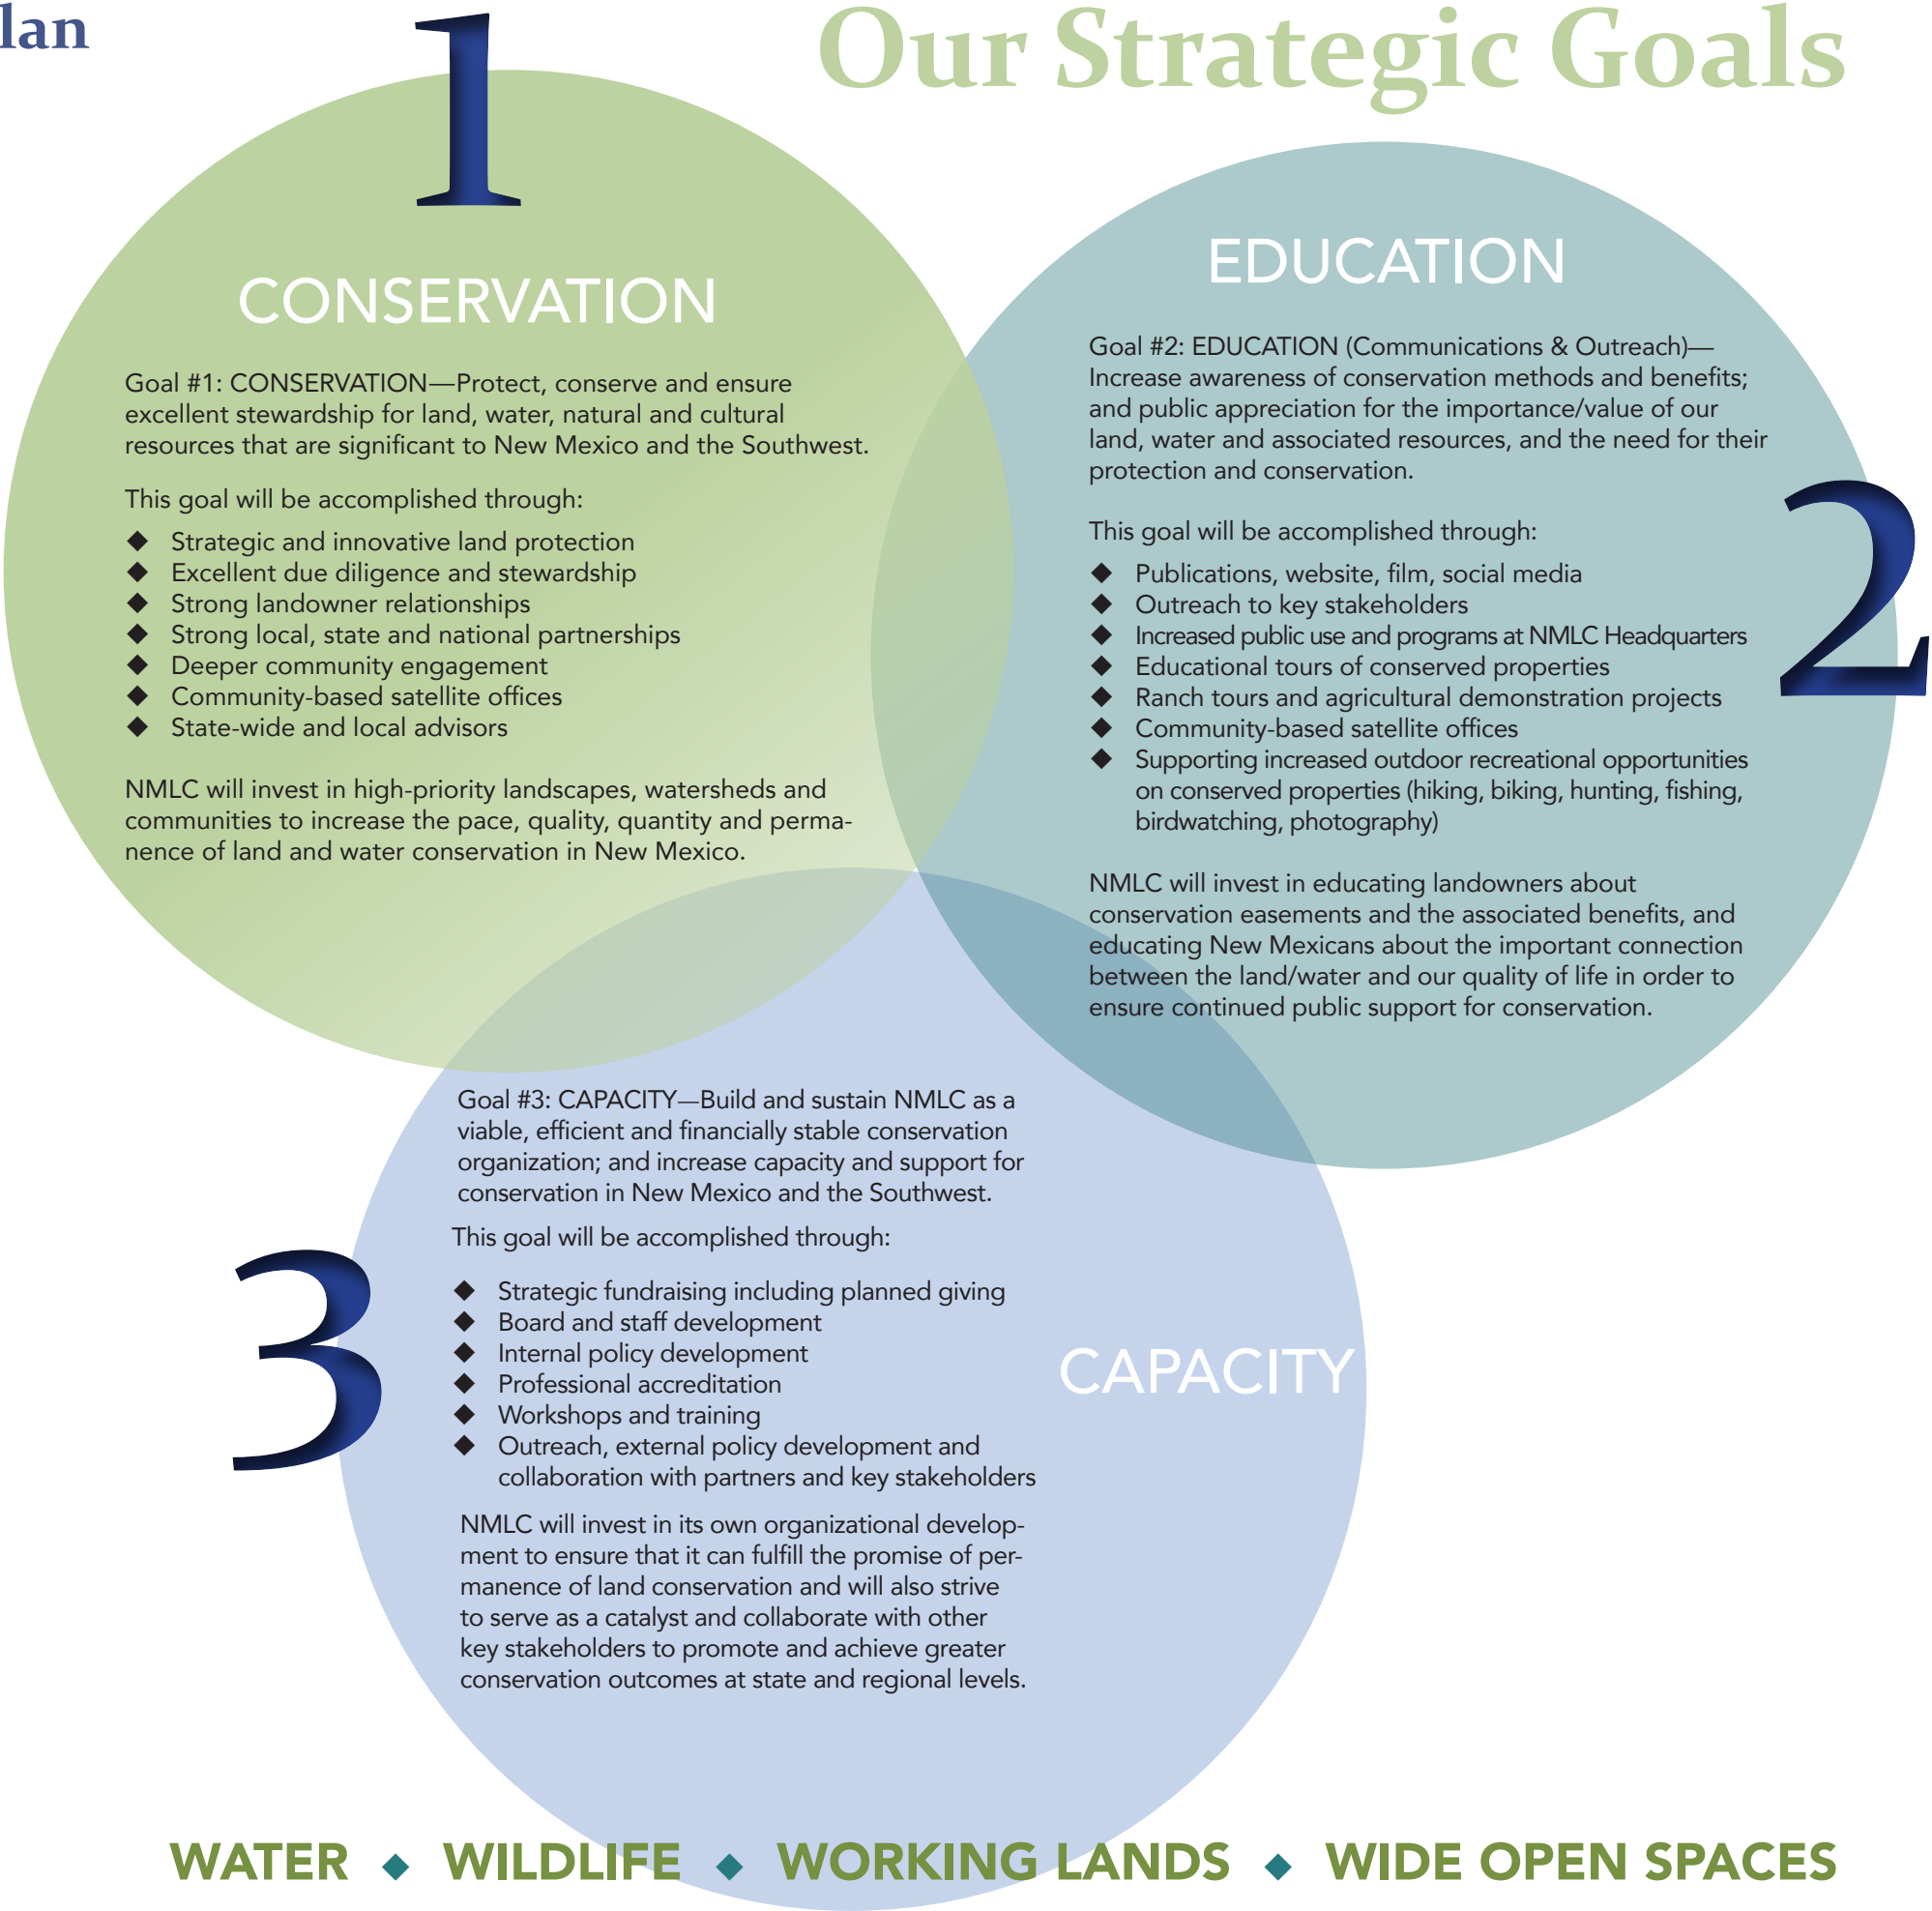 lan
Our Strategic Goals
1
CONSERVATION
Goal #1: CONSERVATION—Protect, conserve and ensure
excellent stewardship for land, water, natural and cultural
resources that are significant to New Mexico and the Southwest.
This goal will be accomplished through:
◆ Strategic and innovative land protection
◆ Excellent due diligence and stewardship
◆ Strong landowner relationships
◆ Strong local, state and national partnerships
◆ Deeper community engagement
◆ Community-based satellite offices
◆ State-wide and local advisors
NMLC will invest in high-priority landscapes, watersheds and
communities to increase the pace, quality, quantity and perma-
nence of land and water conservation in New Mexico.
EDUCATION
2
Goal #2: EDUCATION (Communications & Outreach)—
Increase awareness of conservation methods and benefits;
and public appreciation for the importance/value of our
land, water and associated resources, and the need for their
protection and conservation.
This goal will be accomplished through:
◆ Publications, website, film, social media
◆ Outreach to key stakeholders
◆ Increased public use and programs at NMLC Headquarters
◆ Educational tours of conserved properties
◆ Ranch tours and agricultural demonstration projects
◆ Community-based satellite offices
◆ Supporting increased outdoor recreational opportunities
on conserved properties (hiking, biking, hunting, fishing,
birdwatching, photography)
NMLC will invest in educating landowners about
conservation easements and the associated benefits, and
educating New Mexicans about the important connection
between the land/water and our quality of life in order to
ensure continued public support for conservation.
3
CAPACITY
Goal #3: CAPACITY—Build and sustain NMLC as a
viable, efficient and financially stable conservation
organization; and increase capacity and support for
conservation in New Mexico and the Southwest.
This goal will be accomplished through:
◆ Strategic fundraising including planned giving
◆ Board and staff development
◆ Internal policy development
◆ Professional accreditation
◆ Workshops and training
◆ Outreach, external policy development and
collaboration with partners and key stakeholders
NMLC will invest in its own organizational develop-
ment to ensure that it can fulfill the promise of per-
manence of land conservation and will also strive
to serve as a catalyst and collaborate with other
key stakeholders to promote and achieve greater
conservation outcomes at state and regional levels.
WATER ◆ WILDLIFE ◆ WORKING LANDS ◆ WIDE OPEN SPACES